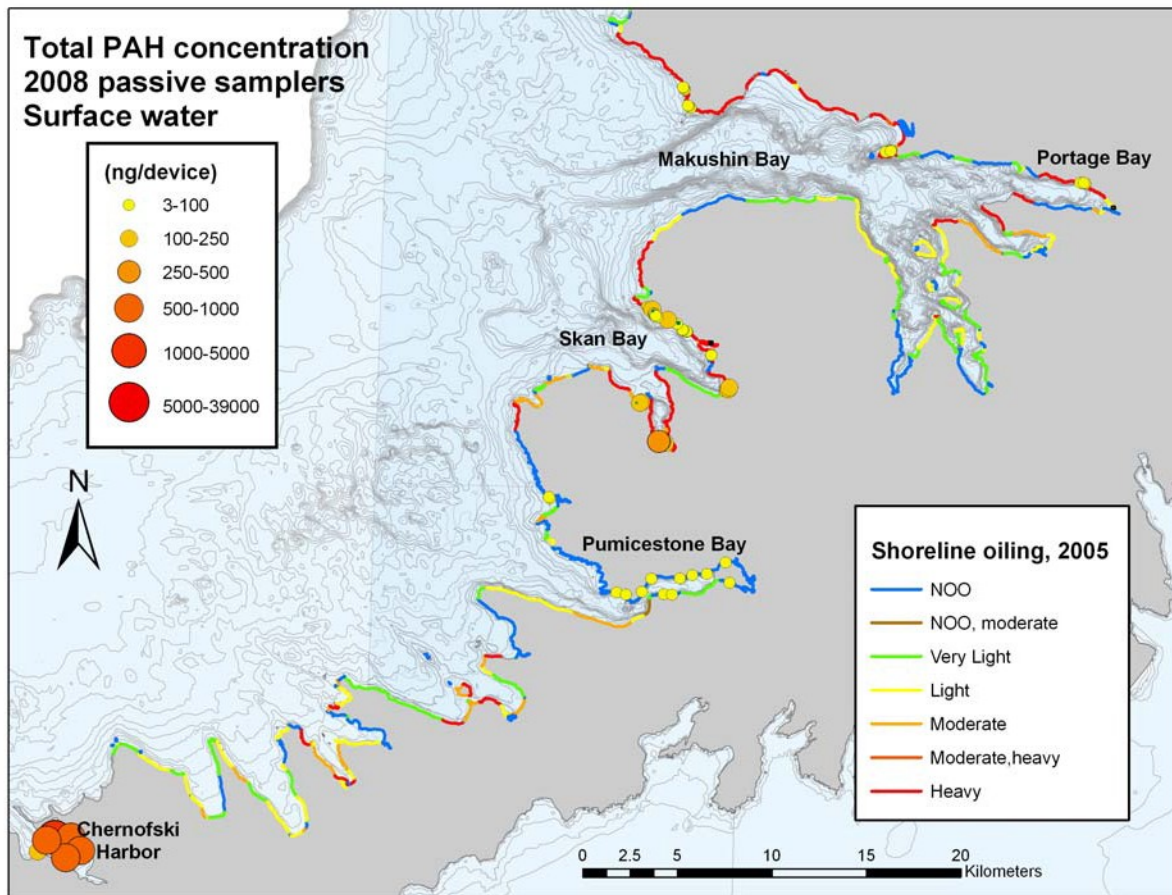 Total PAH concentration
2008 passive samplers
Surface water
(ng/device)
3-100
100-250
250-500
500-1000
1000-5000
5000-39000
Makushin Bay
Portage Bay
Skan Bay
N
Pumicestone Bay
Shoreline oiling, 2005
NOO
NOO, moderate
Very Light
Light
Moderate
Moderate,heavy
Heavy
Chernofski
Harbor
0 2.5 5 10 15 20
Kilometers